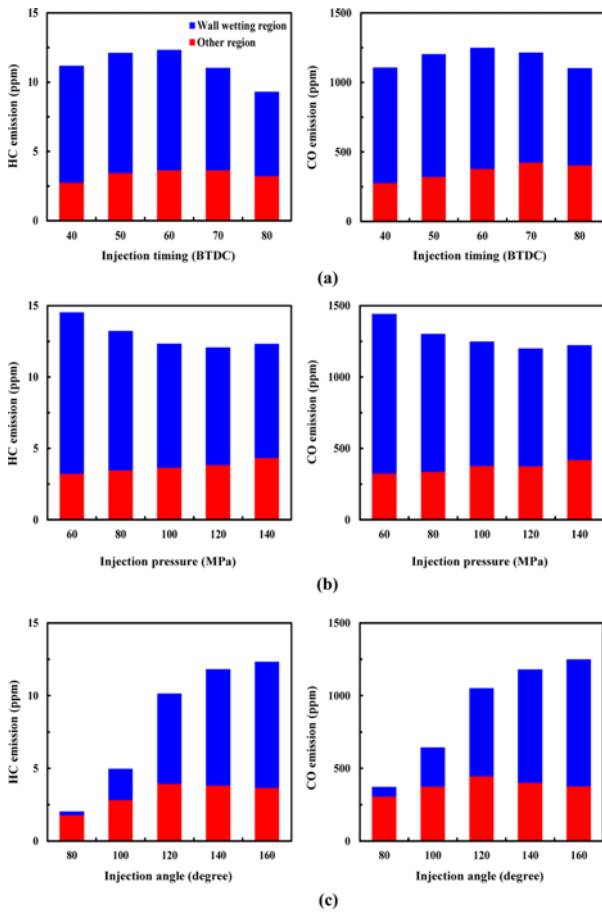 15
10
5
0
HC emission (ppm)
Wall wetting region
Other region
40 50 60 70 80
Injection timing (BTDC)
1500
1000
500
0
CO emission (ppm)
40 50 60 70 80
Injection timing (BTDC)
(a)
15
10
5
0
HC emission (ppm)
60 80 100 120 140
Injection pressure (MPa)
1500
1000
500
0
CO emission (ppm)
60 80 100 120 140
Injection pressure (MPa)
(b)
15
10
5
0
HC emission (ppm)
80 100 120 140 160
Injection angle (degree)
1500
1000
500
0
CO emission (ppm)
80 100 120 140 160
Injection angle (degree)
(c)